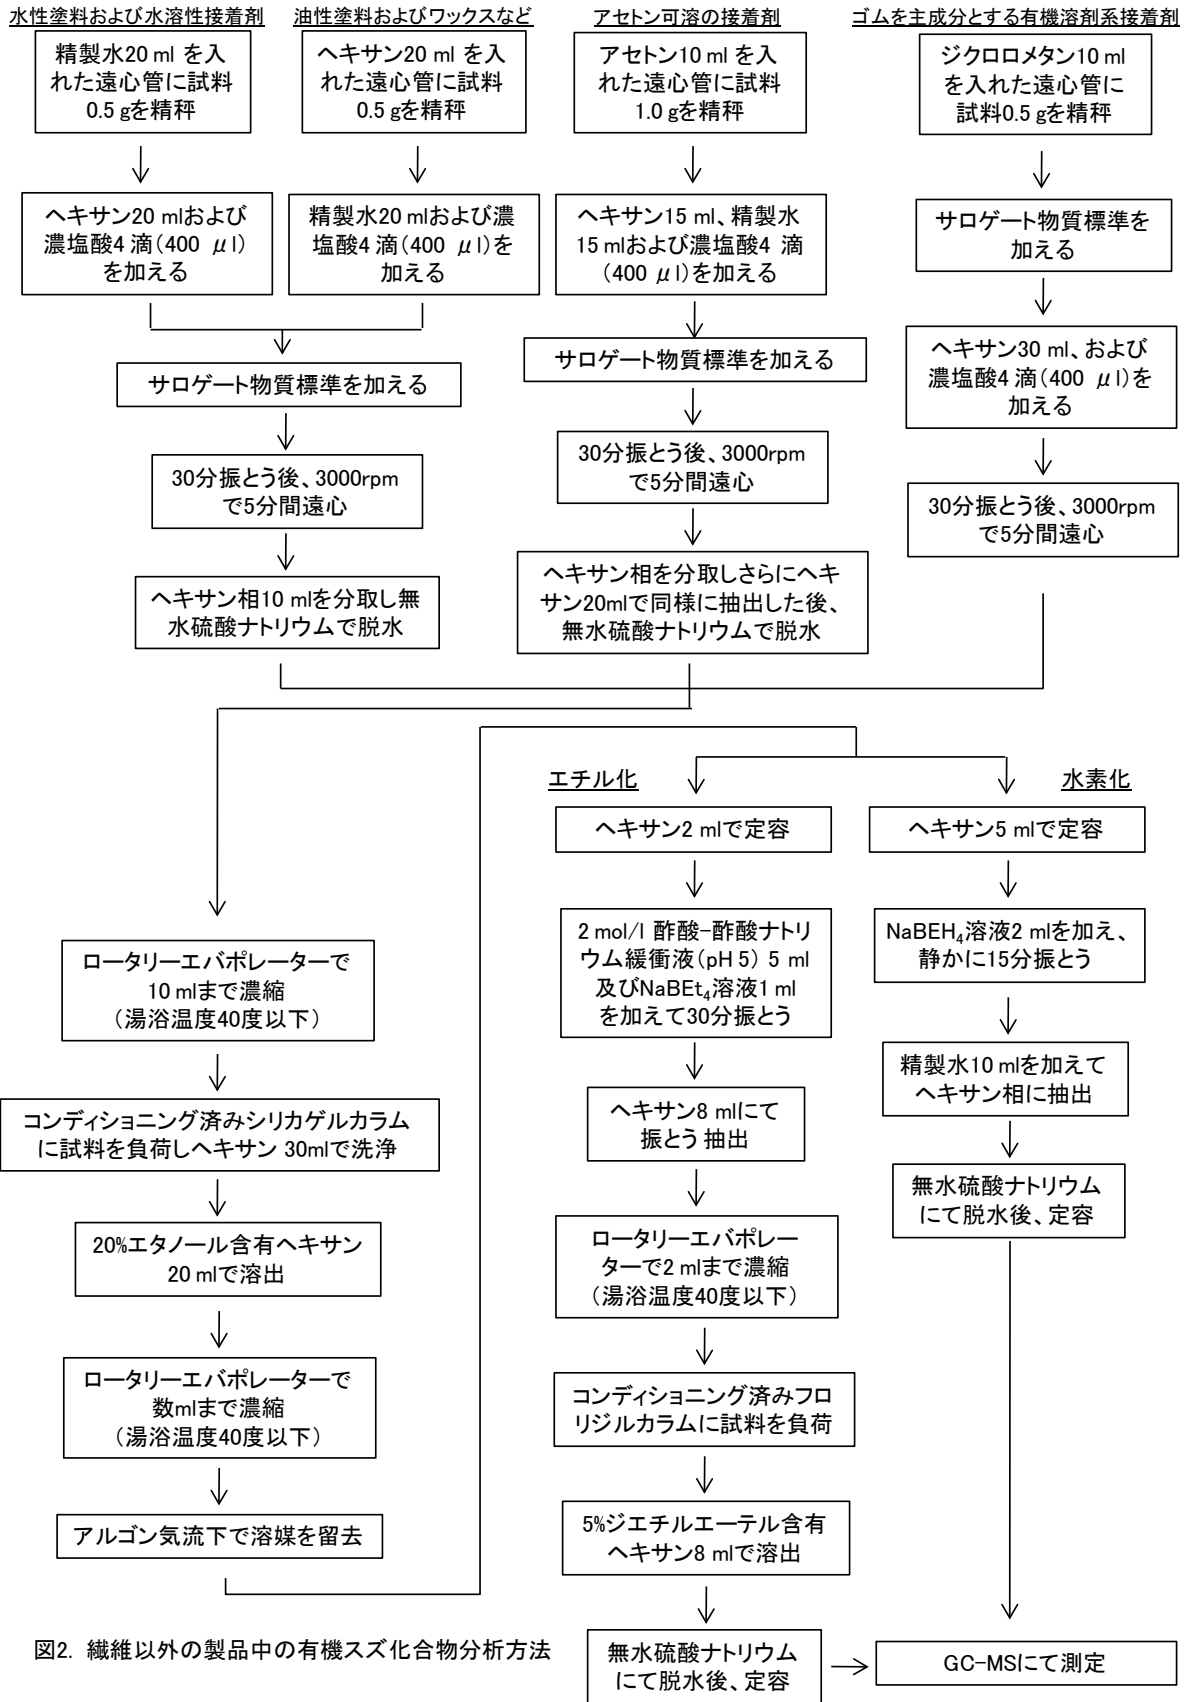 水性塗料および水溶性接着剤
精製水20 ml を入
れた遠心管に試料
0.5 gを精秤
ヘキサン20 mlおよび
濃塩酸4 滴(400 μl)
を加える
油性塗料およびワックスなど
ヘキサン20 ml を入
れた遠心管に試料
0.5 gを精秤
精製水20 mlおよび濃
塩酸4 滴(400 μl)を
加える
サロゲート物質標準を加える
30分振とう後、3000rpm
で5分間遠心
ヘキサン相10 mlを分取し無
水硫酸ナトリウムで脱水
アセトン可溶の接着剤
アセトン10 ml を入
れた遠心管に試料
1.0 gを精秤
ヘキサン15 ml、精製水
15 mlおよび濃塩酸4 滴
(400 μl)を加える
サロゲート物質標準を加える
30分振とう後、3000rpm
で5分間遠心
ヘキサン相を分取しさらにヘキ
サン20mlで同様に抽出した後、
無水硫酸ナトリウムで脱水
ゴムを主成分とする有機溶剤系接着剤
ジクロロメタン10 ml
を入れた遠心管に
試料0.5 gを精秤
サロゲート物質標準を
加える
ヘキサン30 ml、および
濃塩酸4 滴(400 μl)を
加える
30分振とう後、3000rpm
で5分間遠心
ロータリーエバポレーターで
10 mlまで濃縮
(湯浴温度40度以下)
コンディショニング済みシリカゲルカラム
に試料を負荷しヘキサン 30mlで洗浄
20%エタノール含有ヘキサン
20 mlで溶出
ロータリーエバポレーターで
数mlまで濃縮
(湯浴温度40度以下)
アルゴン気流下で溶媒を留去
エチル化
ヘキサン2 mlで定容
2 mol/l 酢酸-酢酸ナトリ
ウム緩衝液(pH 5) 5 ml
及びNaBEt₄溶液1 ml
を加えて30分振とう
ヘキサン8 mlにて
振とう 抽出
ロータリーエバポレー
ターで2 mlまで濃縮
(湯浴温度40度以下)
コンディショニング済みフロ
リジルカラムに試料を負荷
5%ジエチルエーテル含有
ヘキサン8 mlで溶出
無水硫酸ナトリウム
にて脱水後、定容
水素化
ヘキサン5 mlで定容
NaBEH₄溶液2 mlを加え、
静かに15分振とう
精製水10 mlを加えて
ヘキサン相に抽出
無水硫酸ナトリウム
にて脱水後、定容
GC-MSにて測定
図2. 繊維以外の製品中の有機スズ化合物分析方法